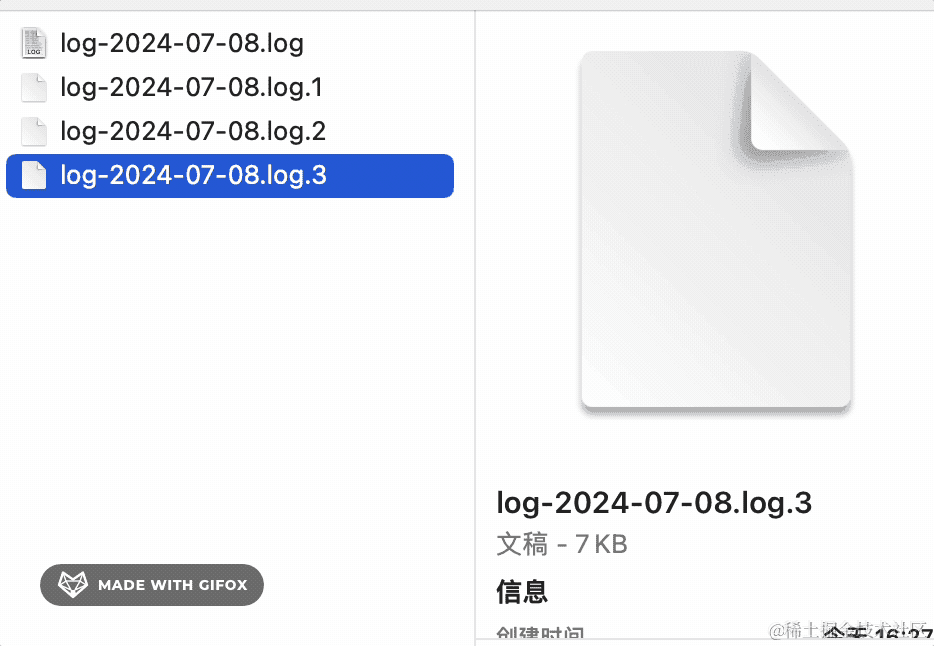 log-2024-07-08.log
LOG
log-2024-07-08.log.1
log-2024-07-08.log.2
log-2024-07-08.log.3
log-2024-07-08.log.3
文稿 - 7 KB
信息
创建时间 今天 16:27
@稀土掘金技术社区
MADE WITH GIFOX